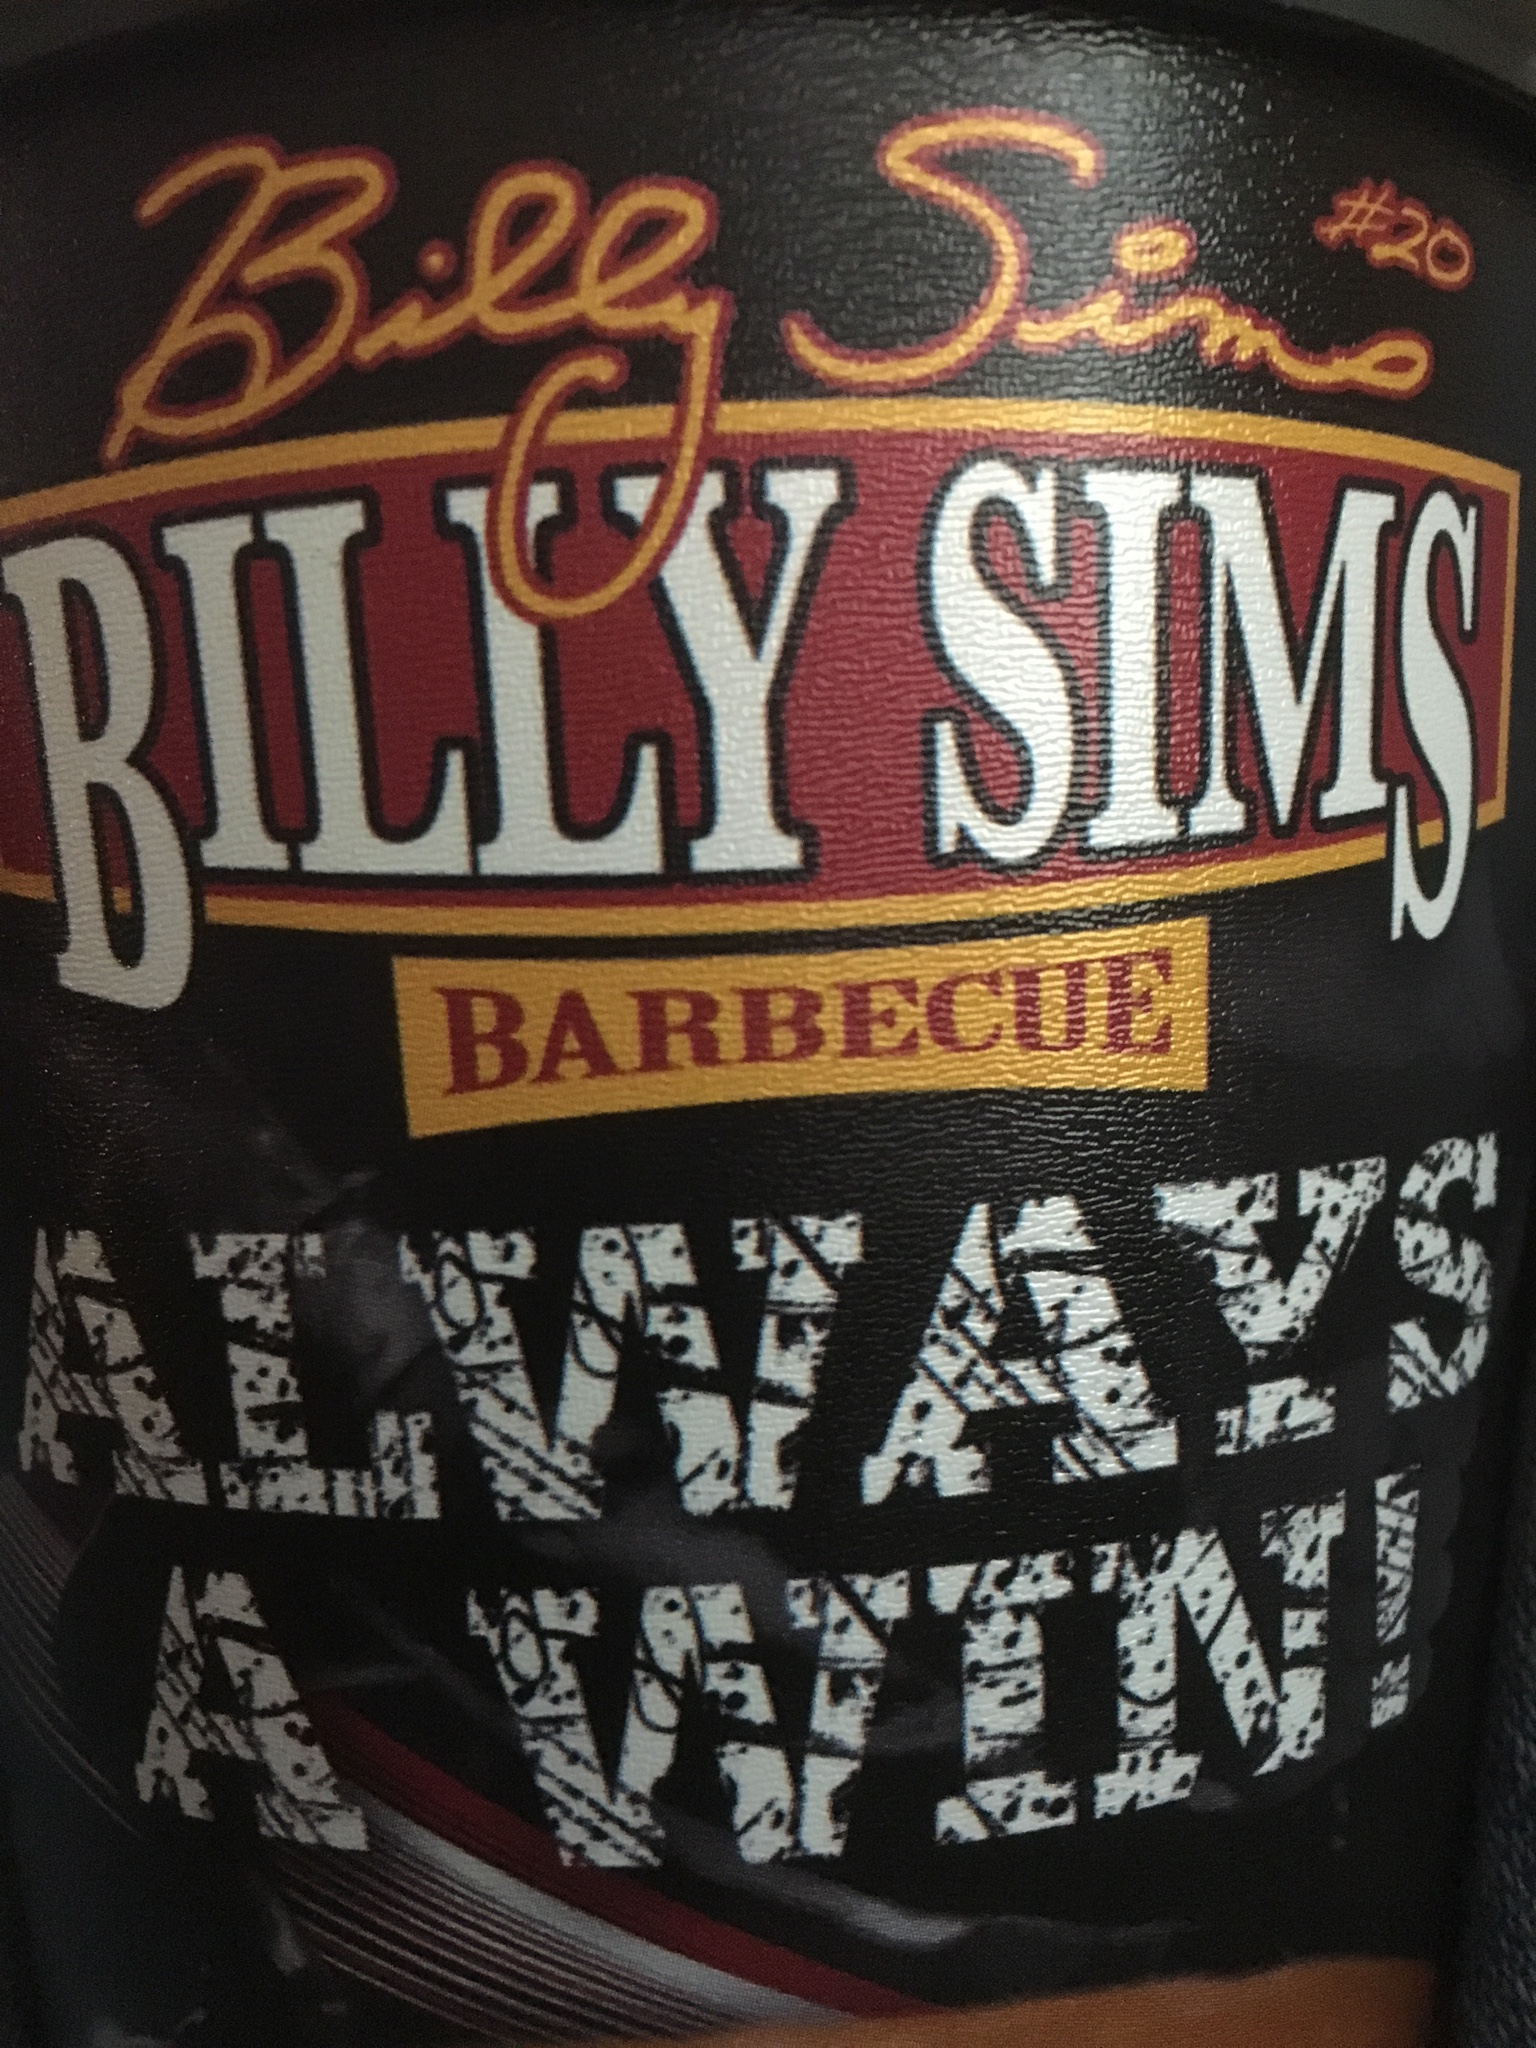 Billy Sims #20
BILLY SIMS
BARBECUE
ALWAYS
A WIN!